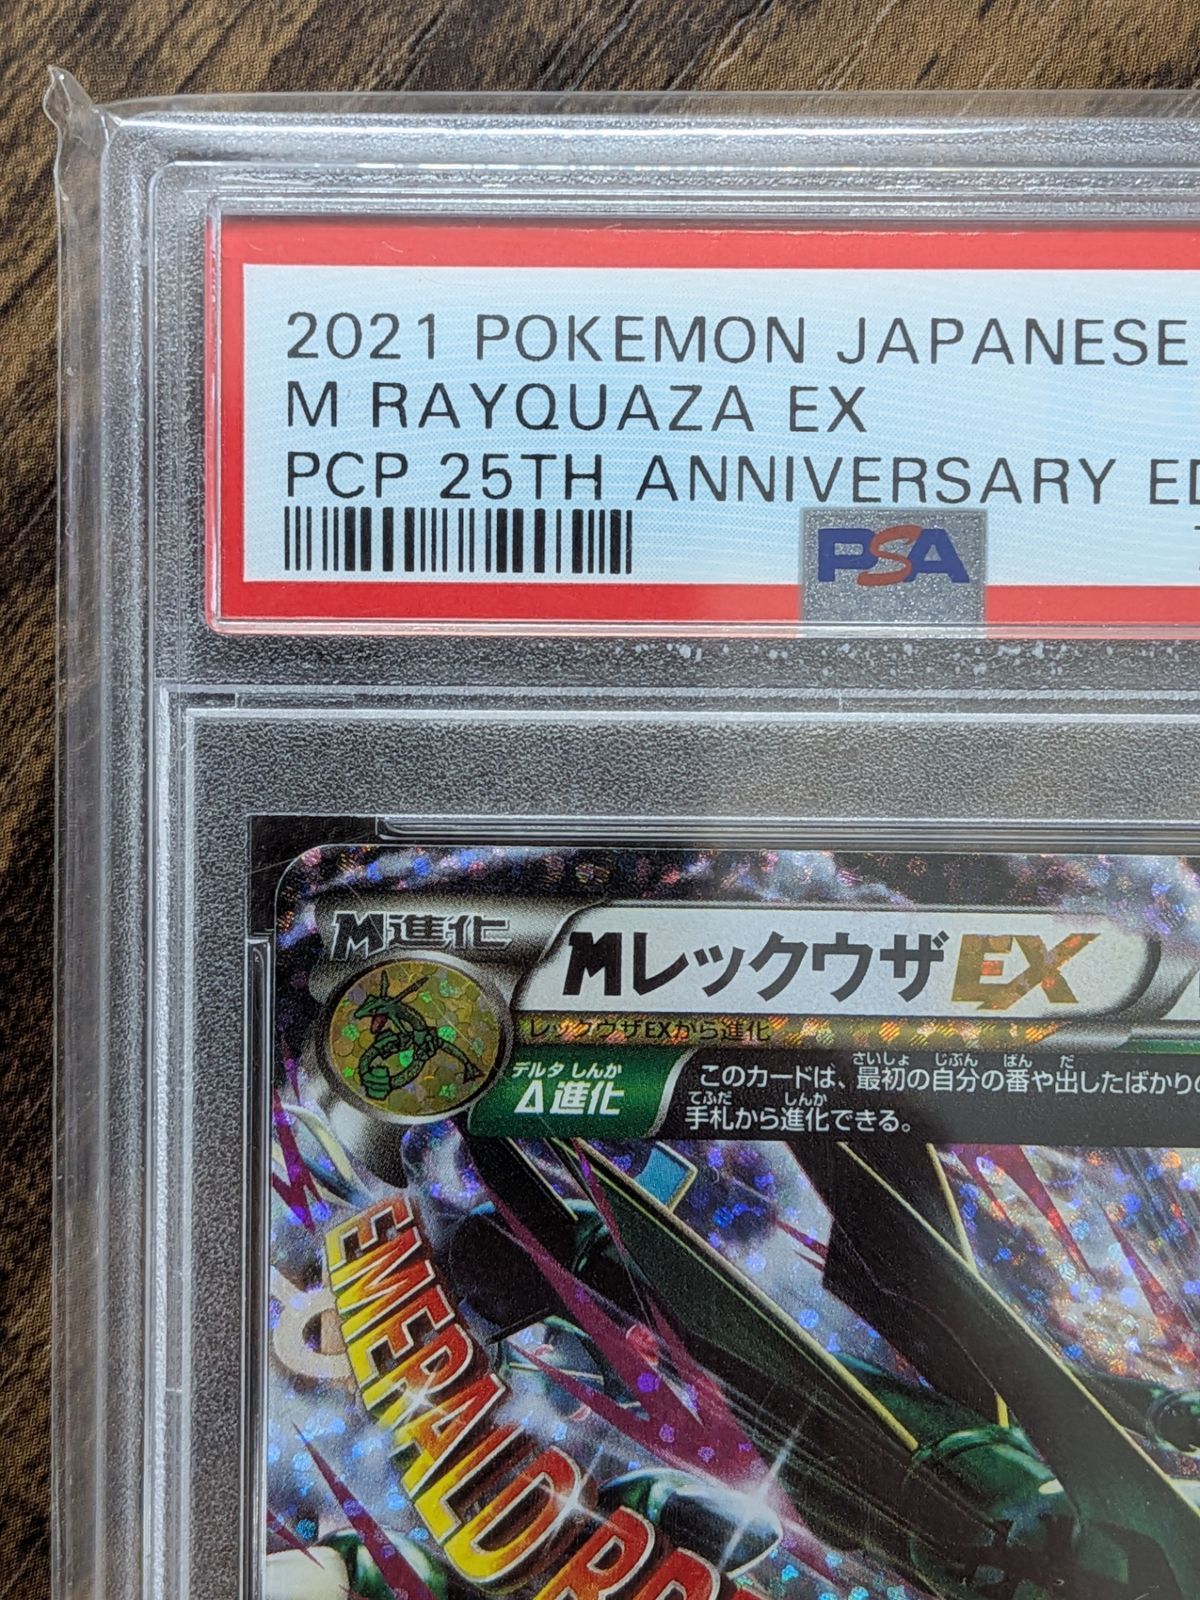 2021 POKEMON JAPANESE
M RAYQUAZA EX
PCP 25TH ANNIVERSARY
PSA
M進化
MレックウザEX
レックウザEXから進化
デルタ しんか
Δ進化
さいしょ じぶん ばん だ
このカードは、最初の自分の番や出したばかりの
てふだ しんか
手札から進化できる。
EMERALD